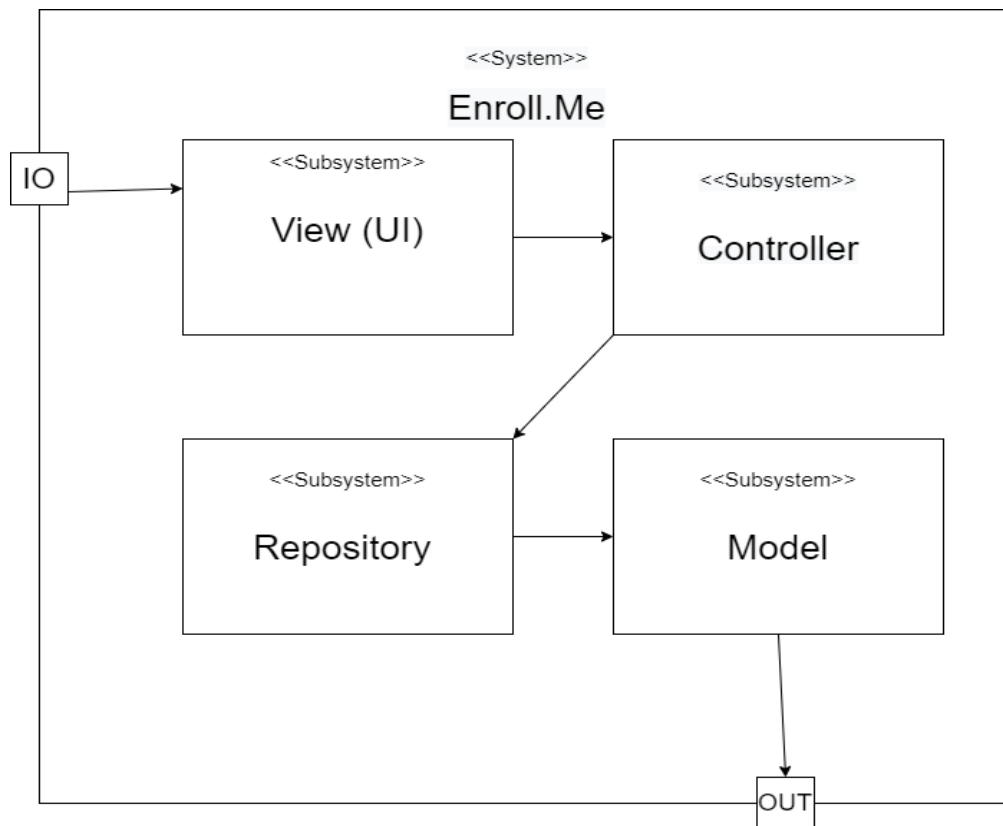 <<System>>
Enroll.Me
IO
<<Subsystem>>
View (UI)
<<Subsystem>>
Controller
<<Subsystem>>
Repository
<<Subsystem>>
Model
OUT